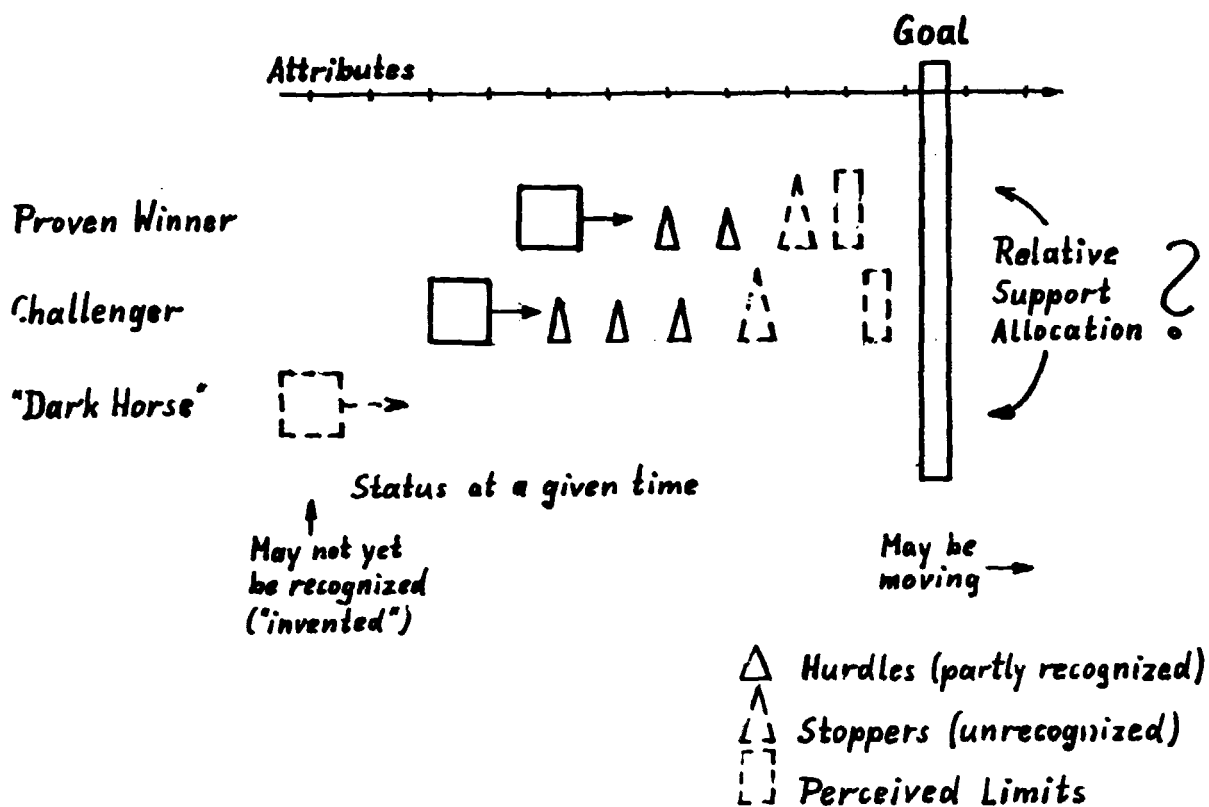 Goal
Attributes
Proven Winner
Challenger
"Dark Horse"
Relative
Support
Allocation ?
Status at a given time
May not yet
be recognized
("invented")
May be
moving
Hurdles (partly recognized)
Stoppers (unrecognized)
Perceived Limits